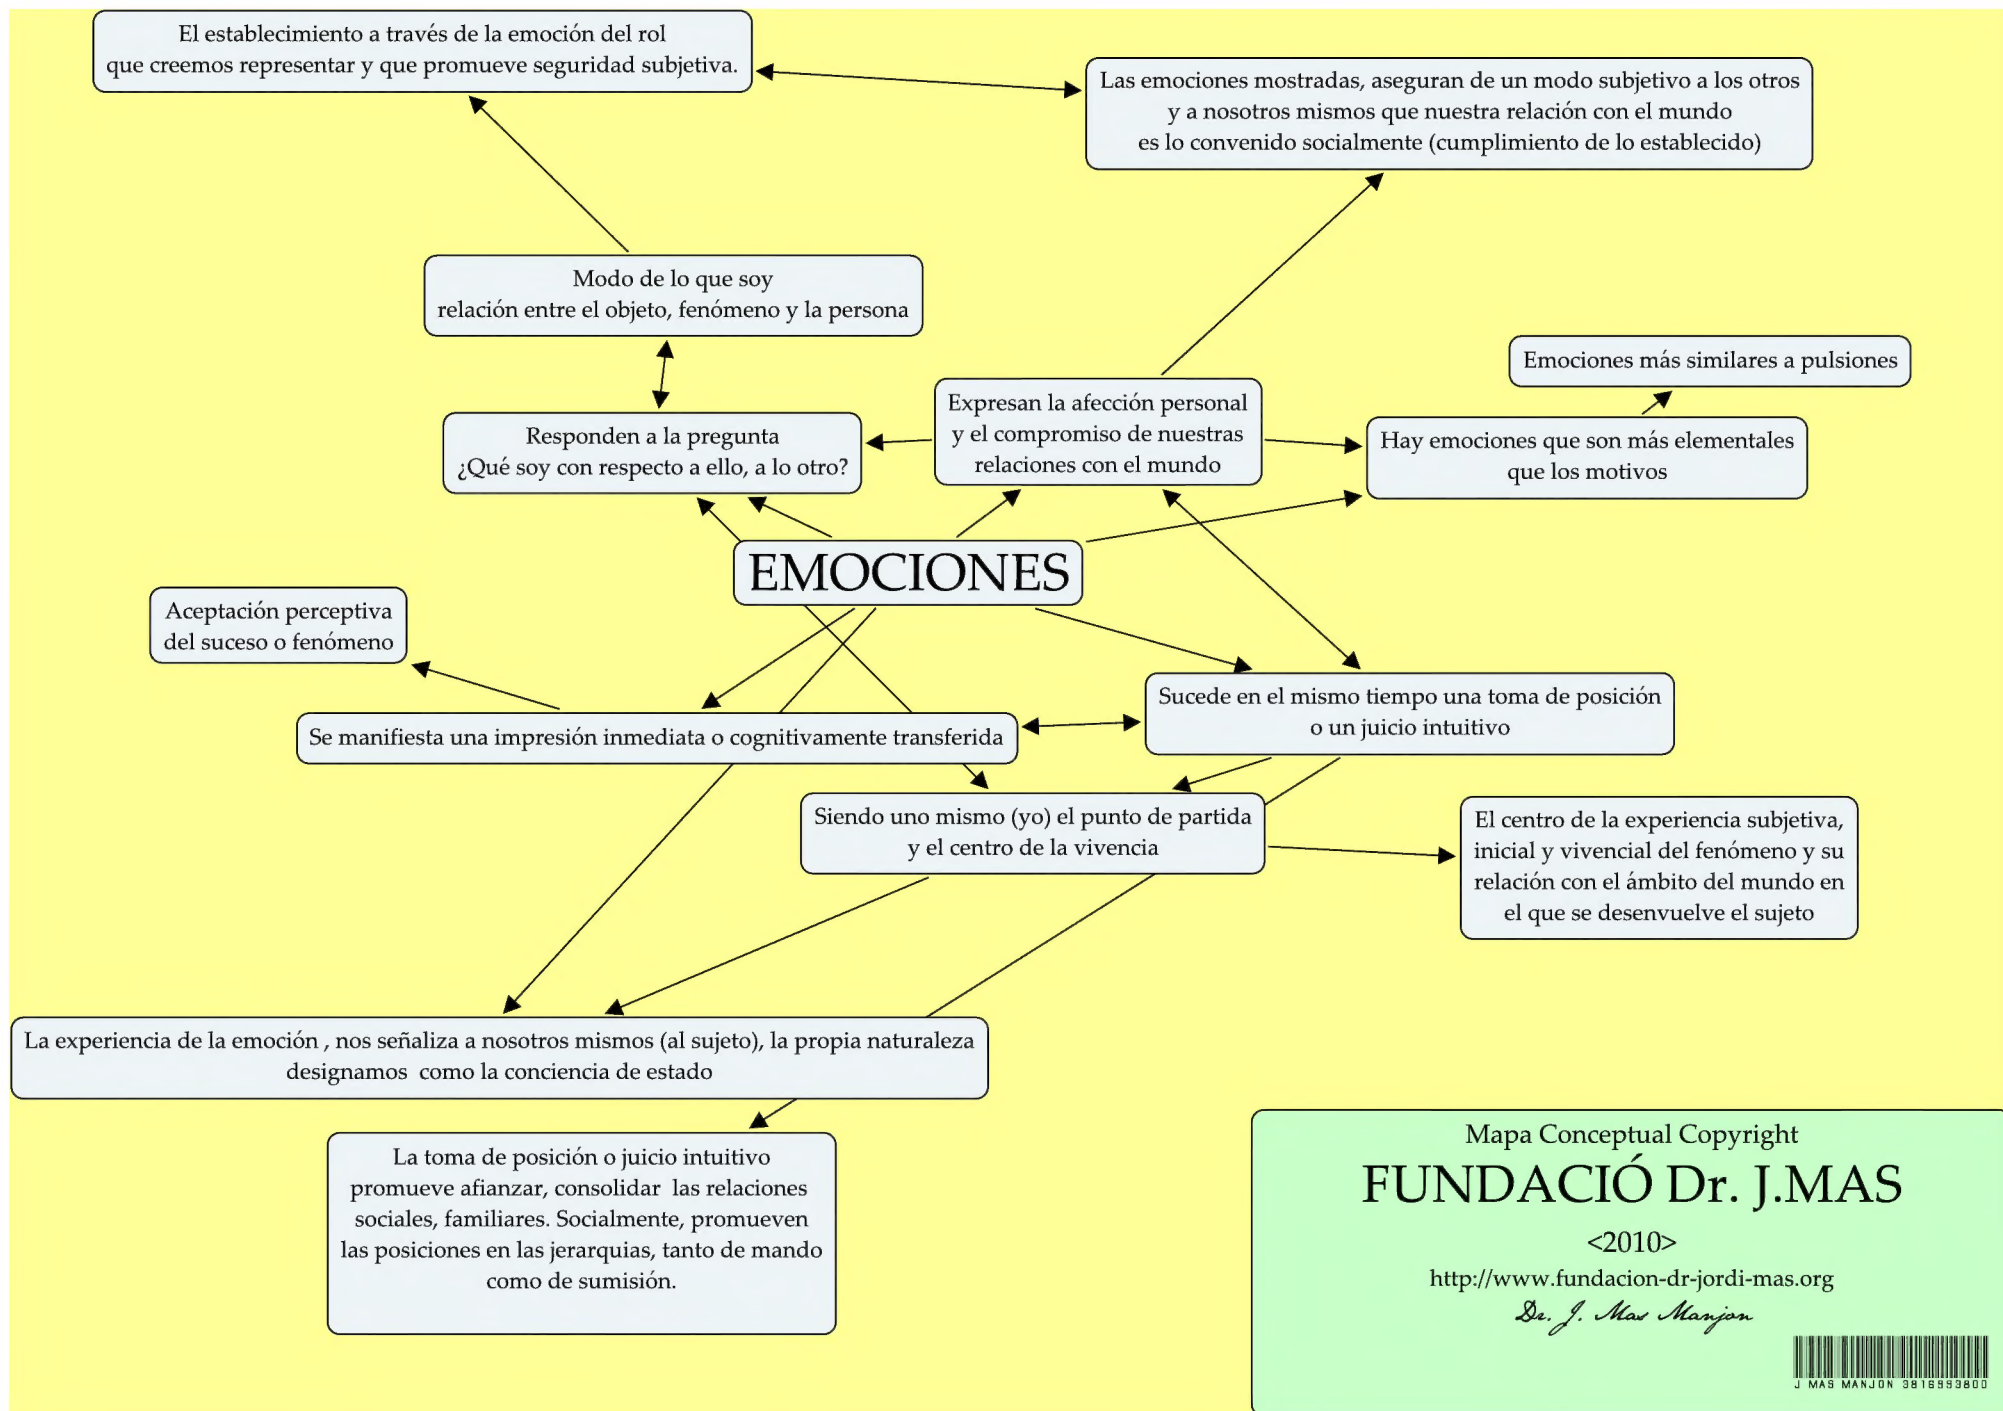 El establecimiento a través de la emoción del rol
que creemos representar y que promueve seguridad subjetiva.
Las emociones mostradas, aseguran de un modo subjetivo a los otros
y a nosotros mismos que nuestra relación con el mundo
es lo convenido socialmente (cumplimiento de lo establecido)
Modo de lo que soy
relación entre el objeto, fenómeno y la persona
Emociones más similares a pulsiones
Expresan la afección personal
y el compromiso de nuestras
relaciones con el mundo
Responden a la pregunta
¿Qué soy con respecto a ello, a lo otro?
Hay emociones que son más elementales
que los motivos
EMOCIONES
Aceptación perceptiva
del suceso o fenómeno
Sucede en el mismo tiempo una toma de posición
o un juicio intuitivo
Se manifiesta una impresión inmediata o cognitivamente transferida
Siendo uno mismo (yo) el punto de partida
y el centro de la vivencia
El centro de la experiencia subjetiva,
inicial y vivencial del fenómeno y su
relación con el ámbito del mundo en
el que se desenvuelve el sujeto
La experiencia de la emoción , nos señaliza a nosotros mismos (al sujeto), la propia naturaleza
designamos como la conciencia de estado
La toma de posición o juicio intuitivo
promueve afianzar, consolidar las relaciones
sociales, familiares. Socialmente, promueven
las posiciones en las jerarquias, tanto de mando
como de sumisión.
Mapa Conceptual Copyright
FUNDACIÓ Dr. J.MAS
<2010>
http://www.fundacion-dr-jordi-mas.org
Dr. J. Mas Manjon
J MAS MANJON 3816993800